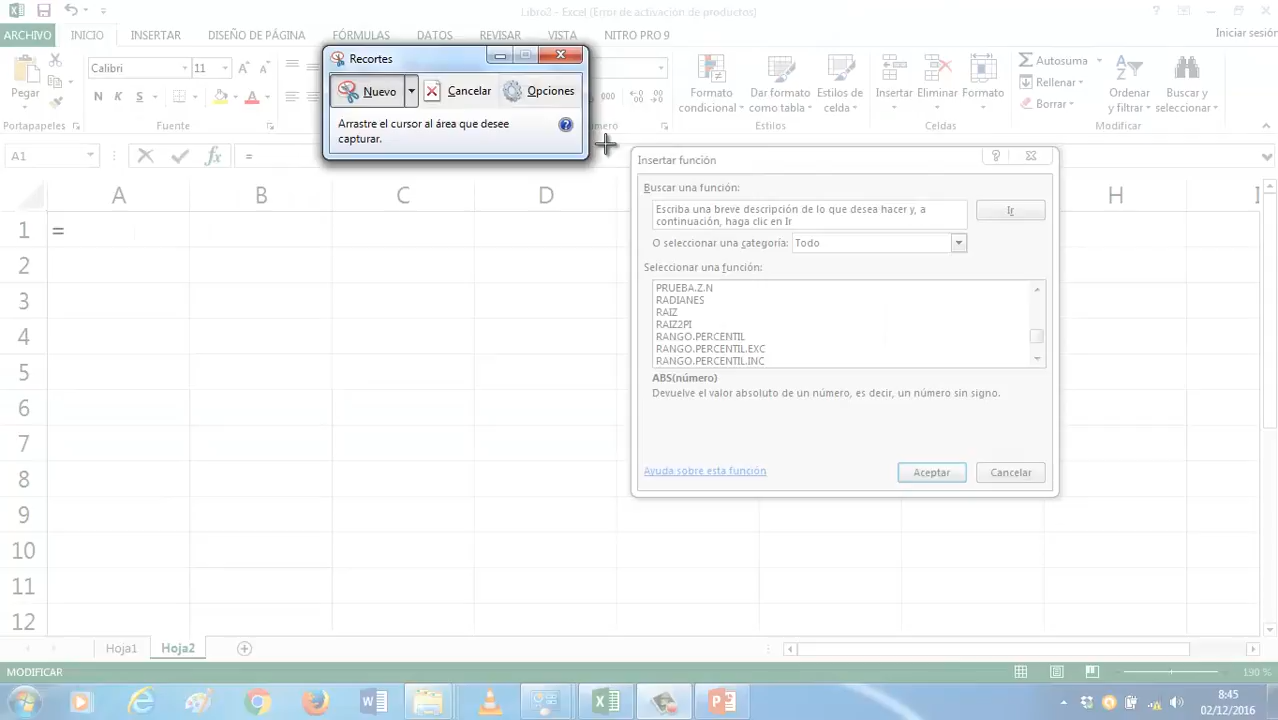 Libro2 - Excel (Error de activación de productos)
ARCHIVO INICIO INSERTAR DISEÑO DE PÁGINA FÓRMULAS DATOS REVISAR VISTA NITRO PRO 9 Iniciar sesión
Recortes
Nuevo Cancelar Opciones
Arrastre el cursor al área que desee
capturar.
Pegar
Calibri 11
N K S
000
Formato
condicional
Dar formato
como tabla
Estilos de
celda
Insertar Eliminar Formato
Autosuma
Rellenar
Borrar
Ordenar
y filtrar
Buscar y
seleccionar
Portapapeles Fuente Número Estilos Celdas Modificar
A1 fx =
Insertar función
Buscar una función:
Escriba una breve descripción de lo que desea hacer y, a
continuación, haga clic en Ir
Ir
O seleccionar una categoría: Todo
Seleccionar una función:
PRUEBA.Z.N
RADIANES
RAIZ
RAIZ2PI
RANGO.PERCENTIL
RANGO.PERCENTIL.EXC
RANGO.PERCENTIL.INC
ABS(número)
Devuelve el valor absoluto de un número, es decir, un número sin signo.
Ayuda sobre esta función
Aceptar Cancelar
A B C D H I
1 =
2
3
4
5
6
7
8
9
10
11
12
Hoja1 Hoja2
MODIFICAR 190 %
8:45
02/12/2016